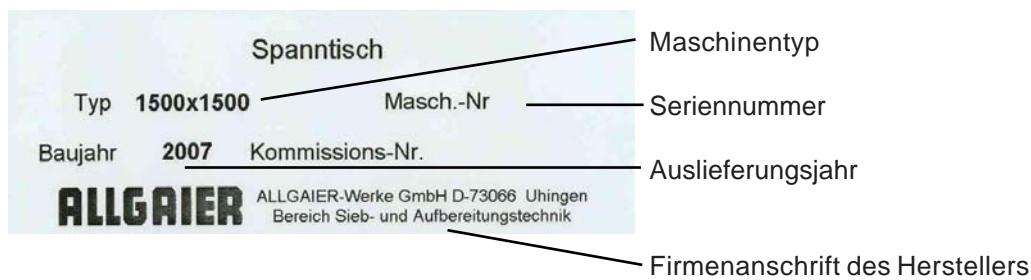 Spanntisch
Typ 1500x1500 Masch.-Nr
Baujahr 2007 Kommissions-Nr.
ALLGAIER ALLGAIER-Werke GmbH D-73066 Uhingen
Bereich Sieb- und Aufbereitungstechnik
Maschinentyp
Seriennummer
Auslieferungsjahr
Firmenanschrift des Herstellers